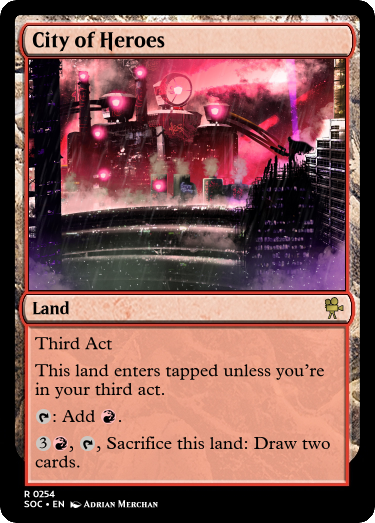 City of Heroes
Land
Third Act
This land enters tapped unless you're
in your third act.
: Add .
3 , , Sacrifice this land: Draw two
cards.
R 0254
SOC • EN ADRIAN MERCHAN